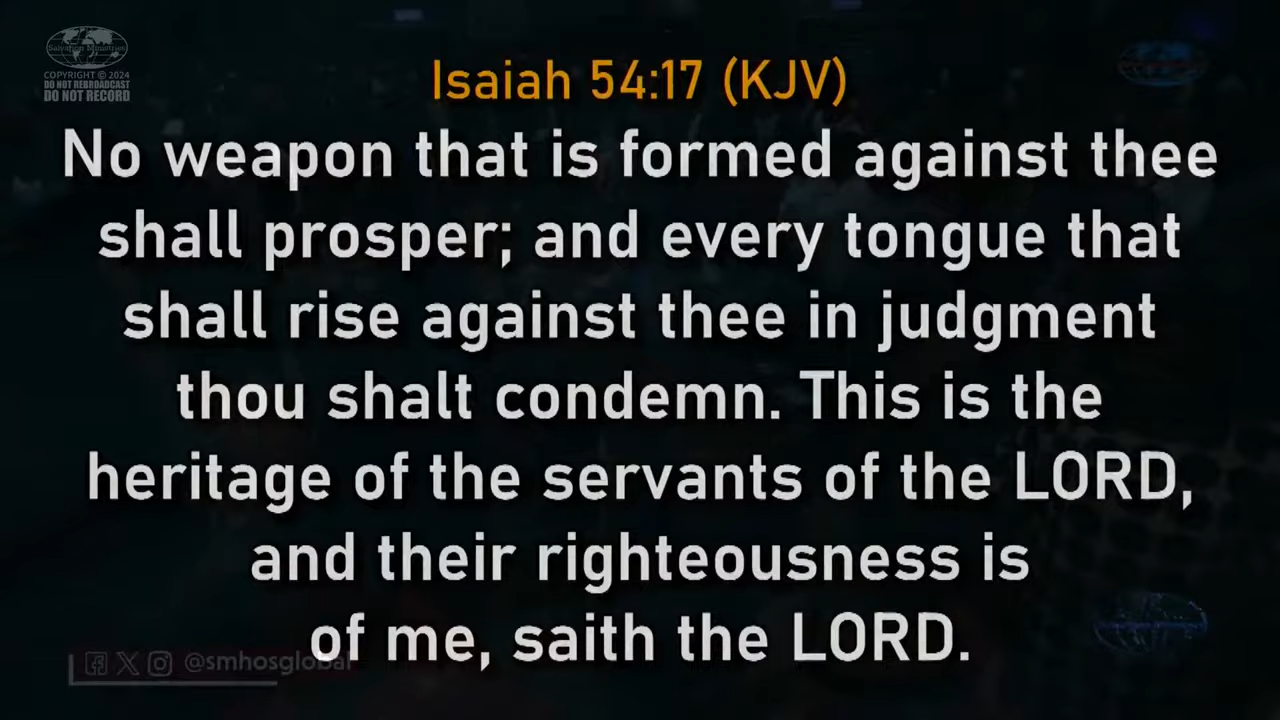 Salvation Ministries
COPYRIGHT © 2024
DO NOT REBROADCAST
DO NOT RECORD
Isaiah 54:17 (KJV)
No weapon that is formed against thee
shall prosper; and every tongue that
shall rise against thee in judgment
thou shalt condemn. This is the
heritage of the servants of the LORD,
and their righteousness is
of me, saith the LORD.
@smhosglobal